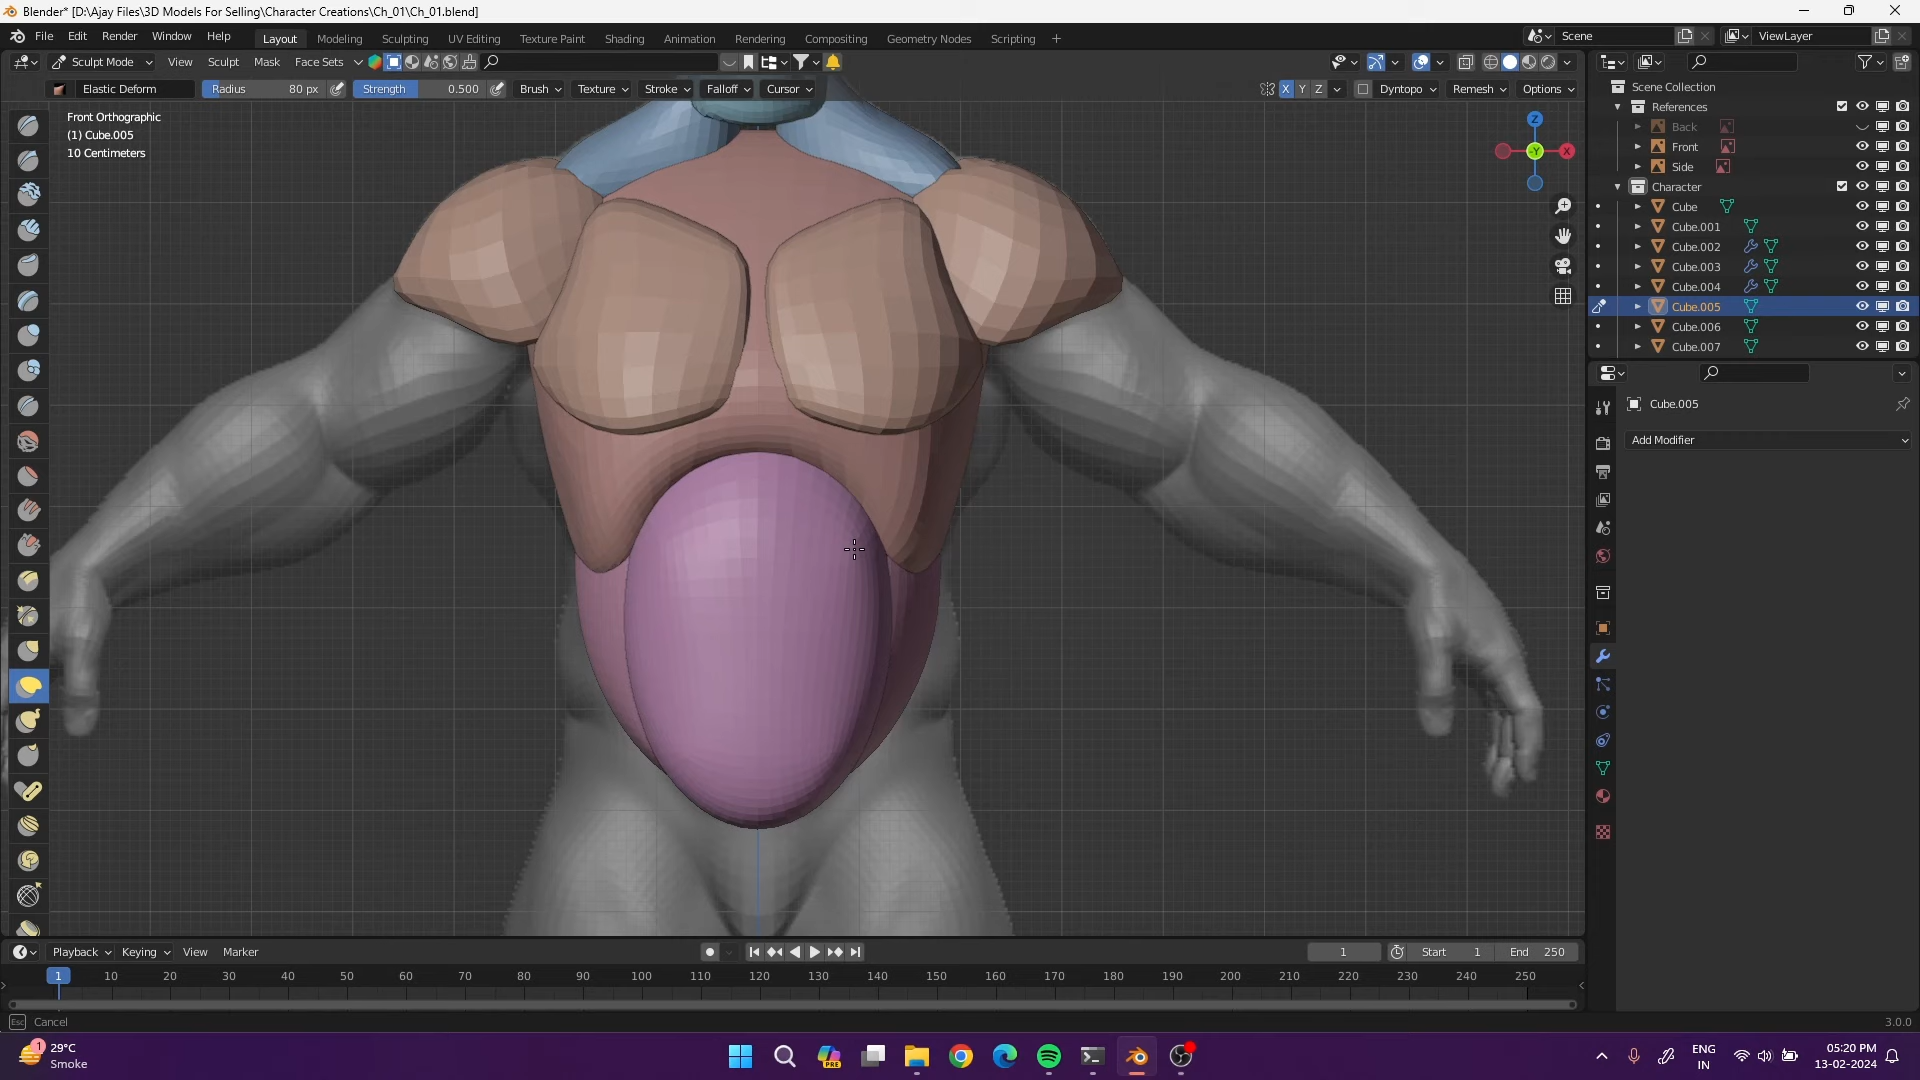 Blender* [D:\Ajay Files\3D Models For Selling\Character Creations\Ch_01\Ch_01.blend]
File Edit Render Window Help Layout Modeling Sculpting UV Editing Texture Paint Shading Animation Rendering Compositing Geometry Nodes Scripting + Scene ViewLayer
Sculpt Mode View Sculpt Mask Face Sets
Elastic Deform Radius 80 px Strength 0.500 Brush Texture Stroke Falloff Cursor X Y Z Dyntopo Remesh Options
Front Orthographic
(1) Cube.005
10 Centimeters
Z
-Y
X
Scene Collection
References
Back
Front
Side
Character
Cube
Cube.001
Cube.002
Cube.003
Cube.004
Cube.005
Cube.006
Cube.007
Cube.005
Add Modifier
Playback Keying View Marker 1 Start 1 End 250
1 10 20 30 40 50 60 70 80 90 100 110 120 130 140 150 160 170 180 190 200 210 220 230 240 250
Esc Cancel 3.0.0
1 29°C
Smoke
PRE
ENG
IN
05:20 PM
13-02-2024